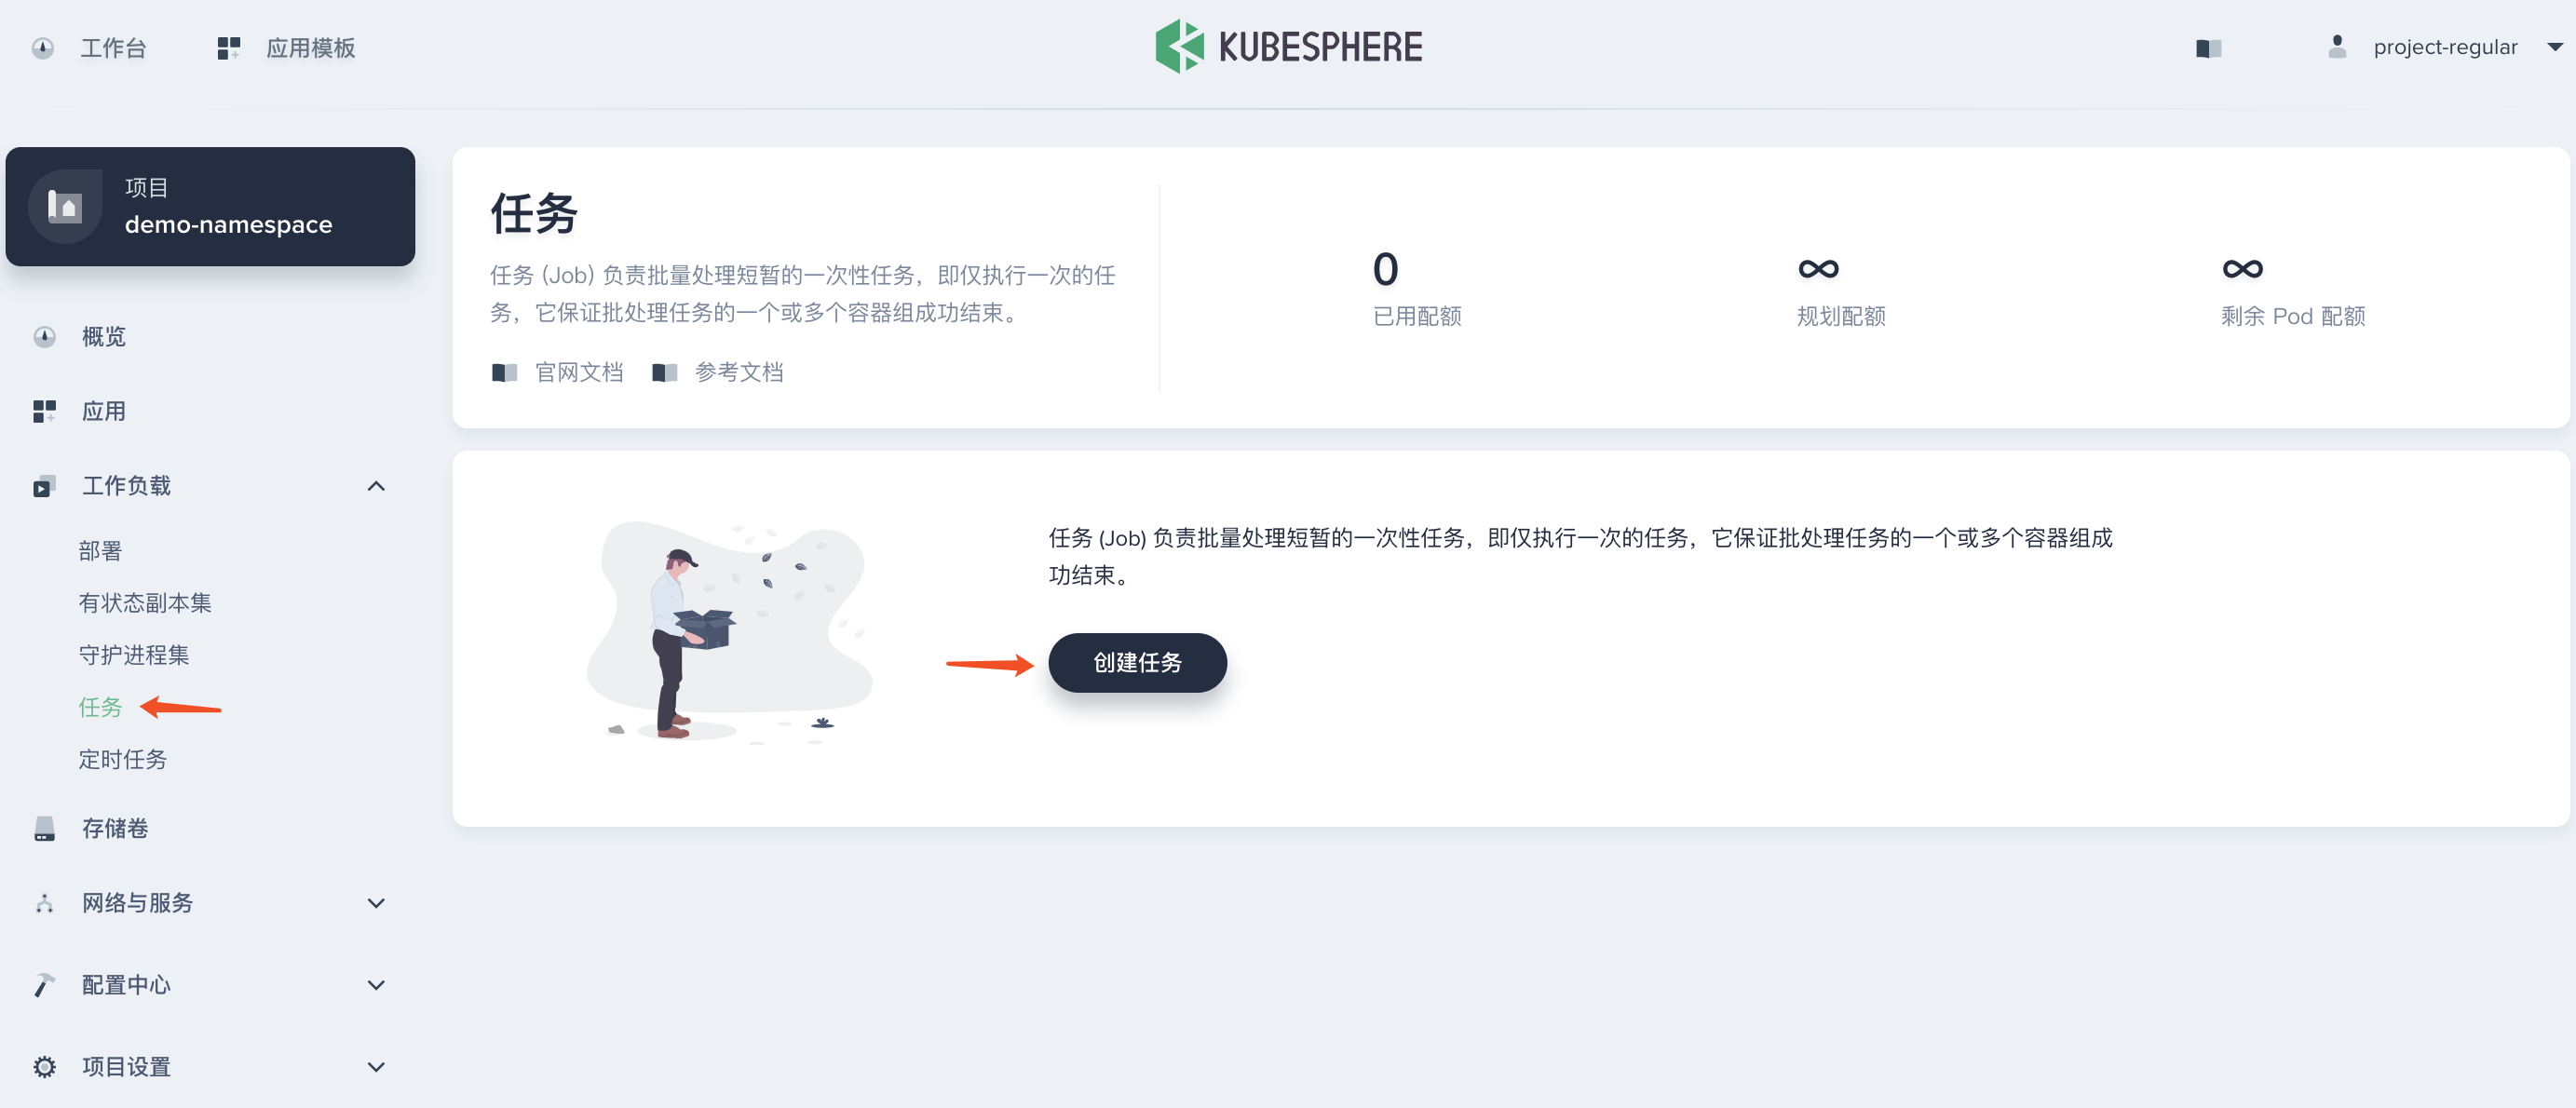 工作台
应用模板
KUBESPHERE
project-regular
项目
demo-namespace
概览
应用
工作负载
部署
有状态副本集
守护进程集
任务
定时任务
存储卷
网络与服务
配置中心
项目设置
任务
任务 (Job) 负责批量处理短暂的一次性任务，即仅执行一次的任
务，它保证批处理任务的一个或多个容器组成功结束。
官网文档
参考文档
0
已用配额
∞
规划配额
∞
剩余 Pod 配额
任务 (Job) 负责批量处理短暂的一次性任务，即仅执行一次的任务，它保证批处理任务的一个或多个容器组成
功结束。
创建任务